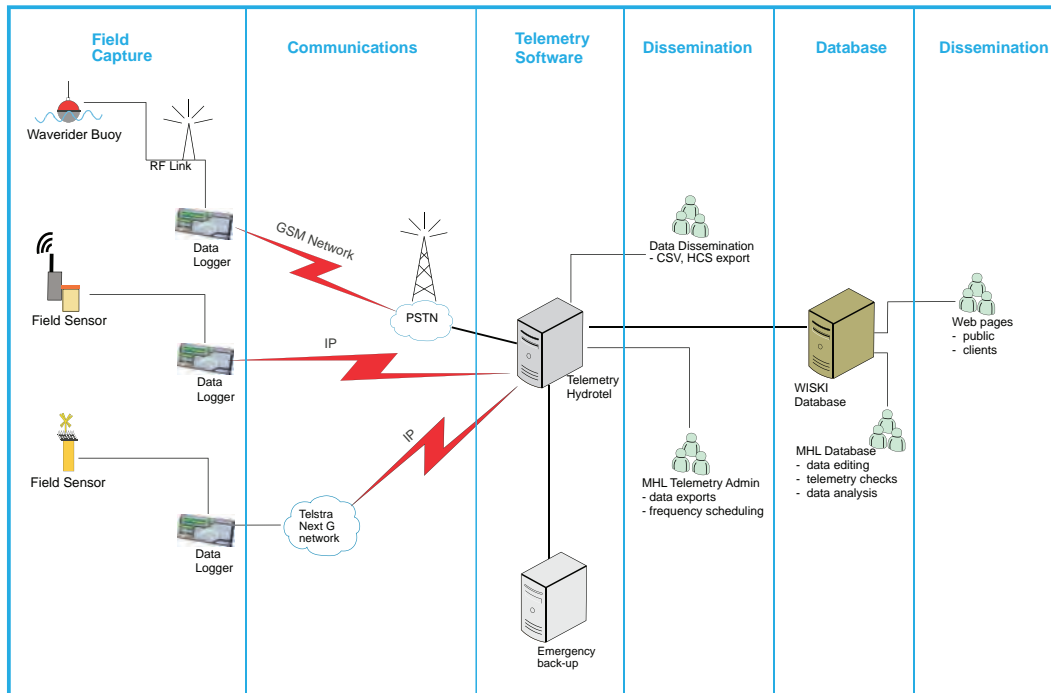 Field
Capture
Communications
Telemetry
Software
Dissemination
Database
Dissemination
Waverider Buoy
RF Link
Data
Logger
GSM Network
PSTN
Field Sensor
Data
Logger
IP
Field Sensor
Data
Logger
Telstra
Next G
network
IP
Telemetry
Hydrotel
Emergency
back-up
Data Dissemination
- CSV, HCS export
MHL Telemetry Admin
- data exports
- frequency scheduling
WISKI
Database
MHL Database
- data editing
- telemetry checks
- data analysis
Web pages
- public
- clients